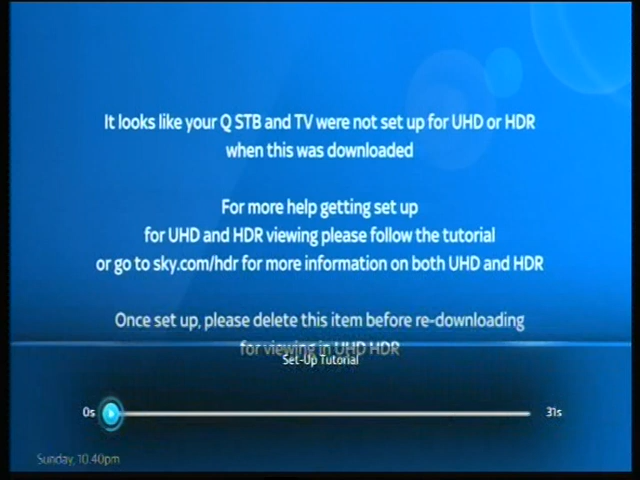 It looks like your Q STB and TV were not set up for UHD or HDR
when this was downloaded
For more help getting set up
for UHD and HDR viewing please follow the tutorial
or go to sky.com/hdr for more information on both UHD and HDR
Once set up, please delete this item before re-downloading
for viewing in UHD HDR
Set-Up Tutorial
0s 31s
Sunday, 10.40pm